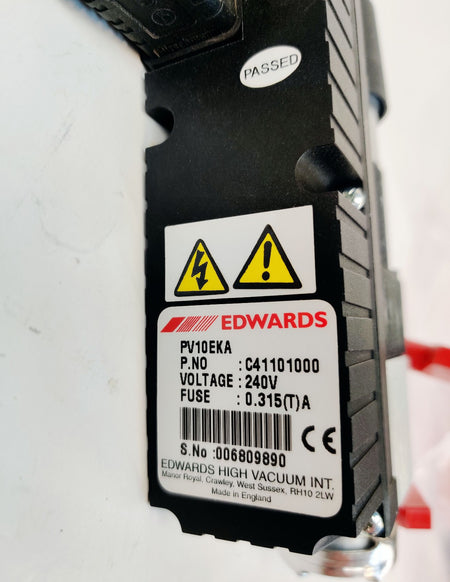 PASSED
EDWARDS
PV10EKA
P.NO : C41101000
VOLTAGE : 240V
FUSE : 0.315(T)A
CE
S.No :006809890
EDWARDS HIGH VACUUM INT.
Manor Royal, Crawley, West Sussex, RH10 2LW
Made in England